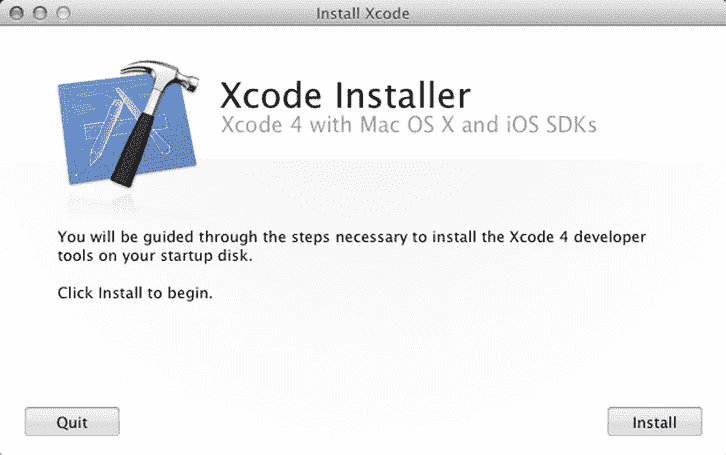 Install Xcode
Xcode Installer
Xcode 4 with Mac OS X and iOS SDKs
You will be guided through the steps necessary to install the Xcode 4 developer
tools on your startup disk.
Click Install to begin.
Quit
Install